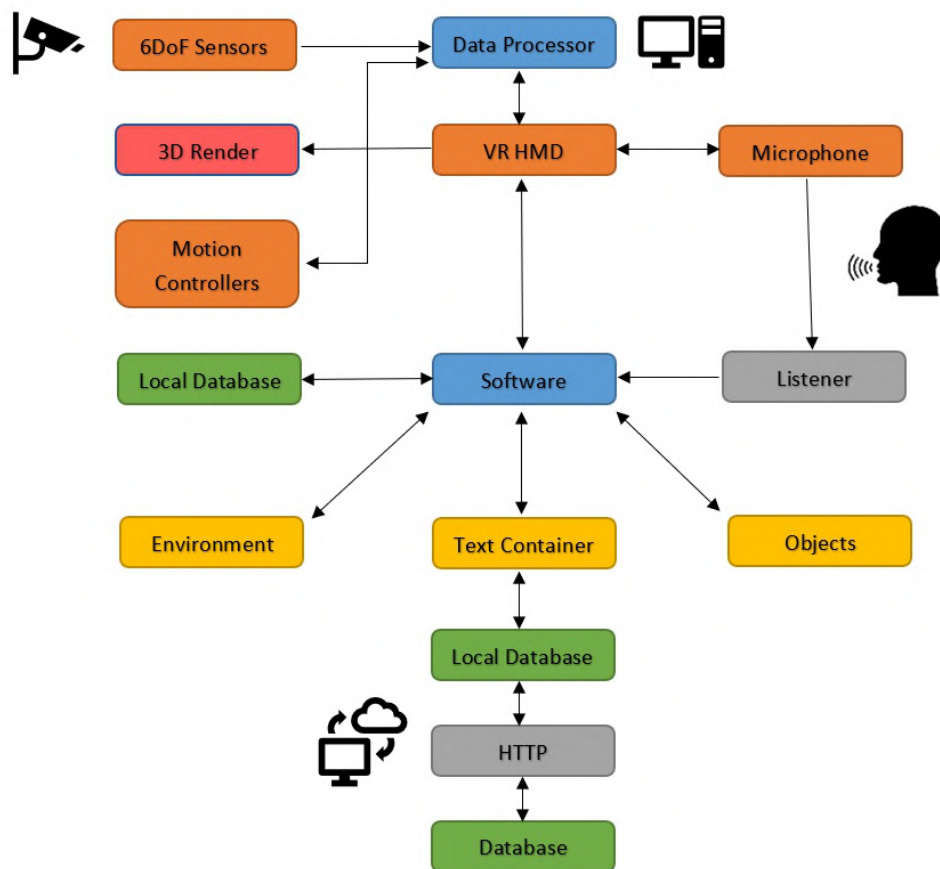 6DoF Sensors
Data Processor
3D Render
VR HMD
Microphone
Motion
Controllers
Local Database
Software
Listener
Environment
Text Container
Objects
Local Database
HTTP
Database